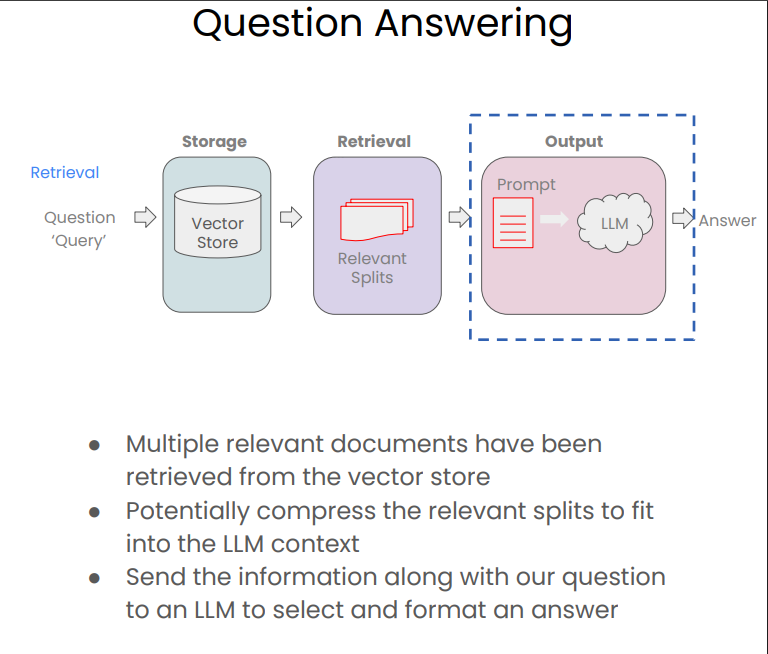 Question Answering
Storage
Retrieval
Output
Retrieval
Question
‘Query’
Vector
Store
Relevant
Splits
Prompt
LLM
Answer
● Multiple relevant documents have been
retrieved from the vector store
● Potentially compress the relevant splits to fit
into the LLM context
● Send the information along with our question
to an LLM to select and format an answer